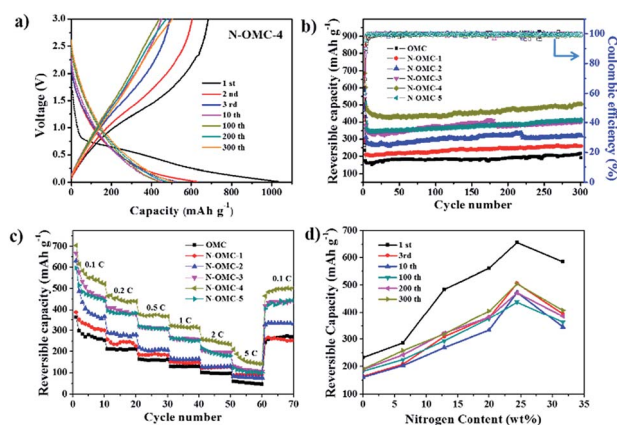 a)
N-OMC-4
Voltage (V)
3.0
2.5
2.0
1.5
1.0
0.5
0.0
1 st
2 nd
3 rd
10 th
100 th
200 th
300 th
0 200 400 600 800 1000
Capacity (mAh g⁻¹)
b)
Reversible capacity (mAh g⁻¹)
900
800
700
600
500
400
300
200
100
OMC
N-OMC-1
N-OMC-2
N-OMC-3
N-OMC-4
N-OMC-5
100
80
60
40
20
0
Coulombic efficiency (%)
0 50 100 150 200 250 300
Cycle number
c)
Reversible capacity (mAh g⁻¹)
800
700
600
500
400
300
200
100
0
0.1 C
0.2 C
0.5 C
1 C
2 C
5 C
0.1 C
OMC
N-OMC-1
N-OMC-2
N-OMC-3
N-OMC-4
N-OMC-5
0 10 20 30 40 50 60 70
Cycle number
d)
Reversible capacity (mAh g⁻¹)
700
600
500
400
300
200
100
1 st
3rd
10 th
100 th
200 th
300 th
0 5 10 15 20 25 30 35
Nitrogen Content (wt%)